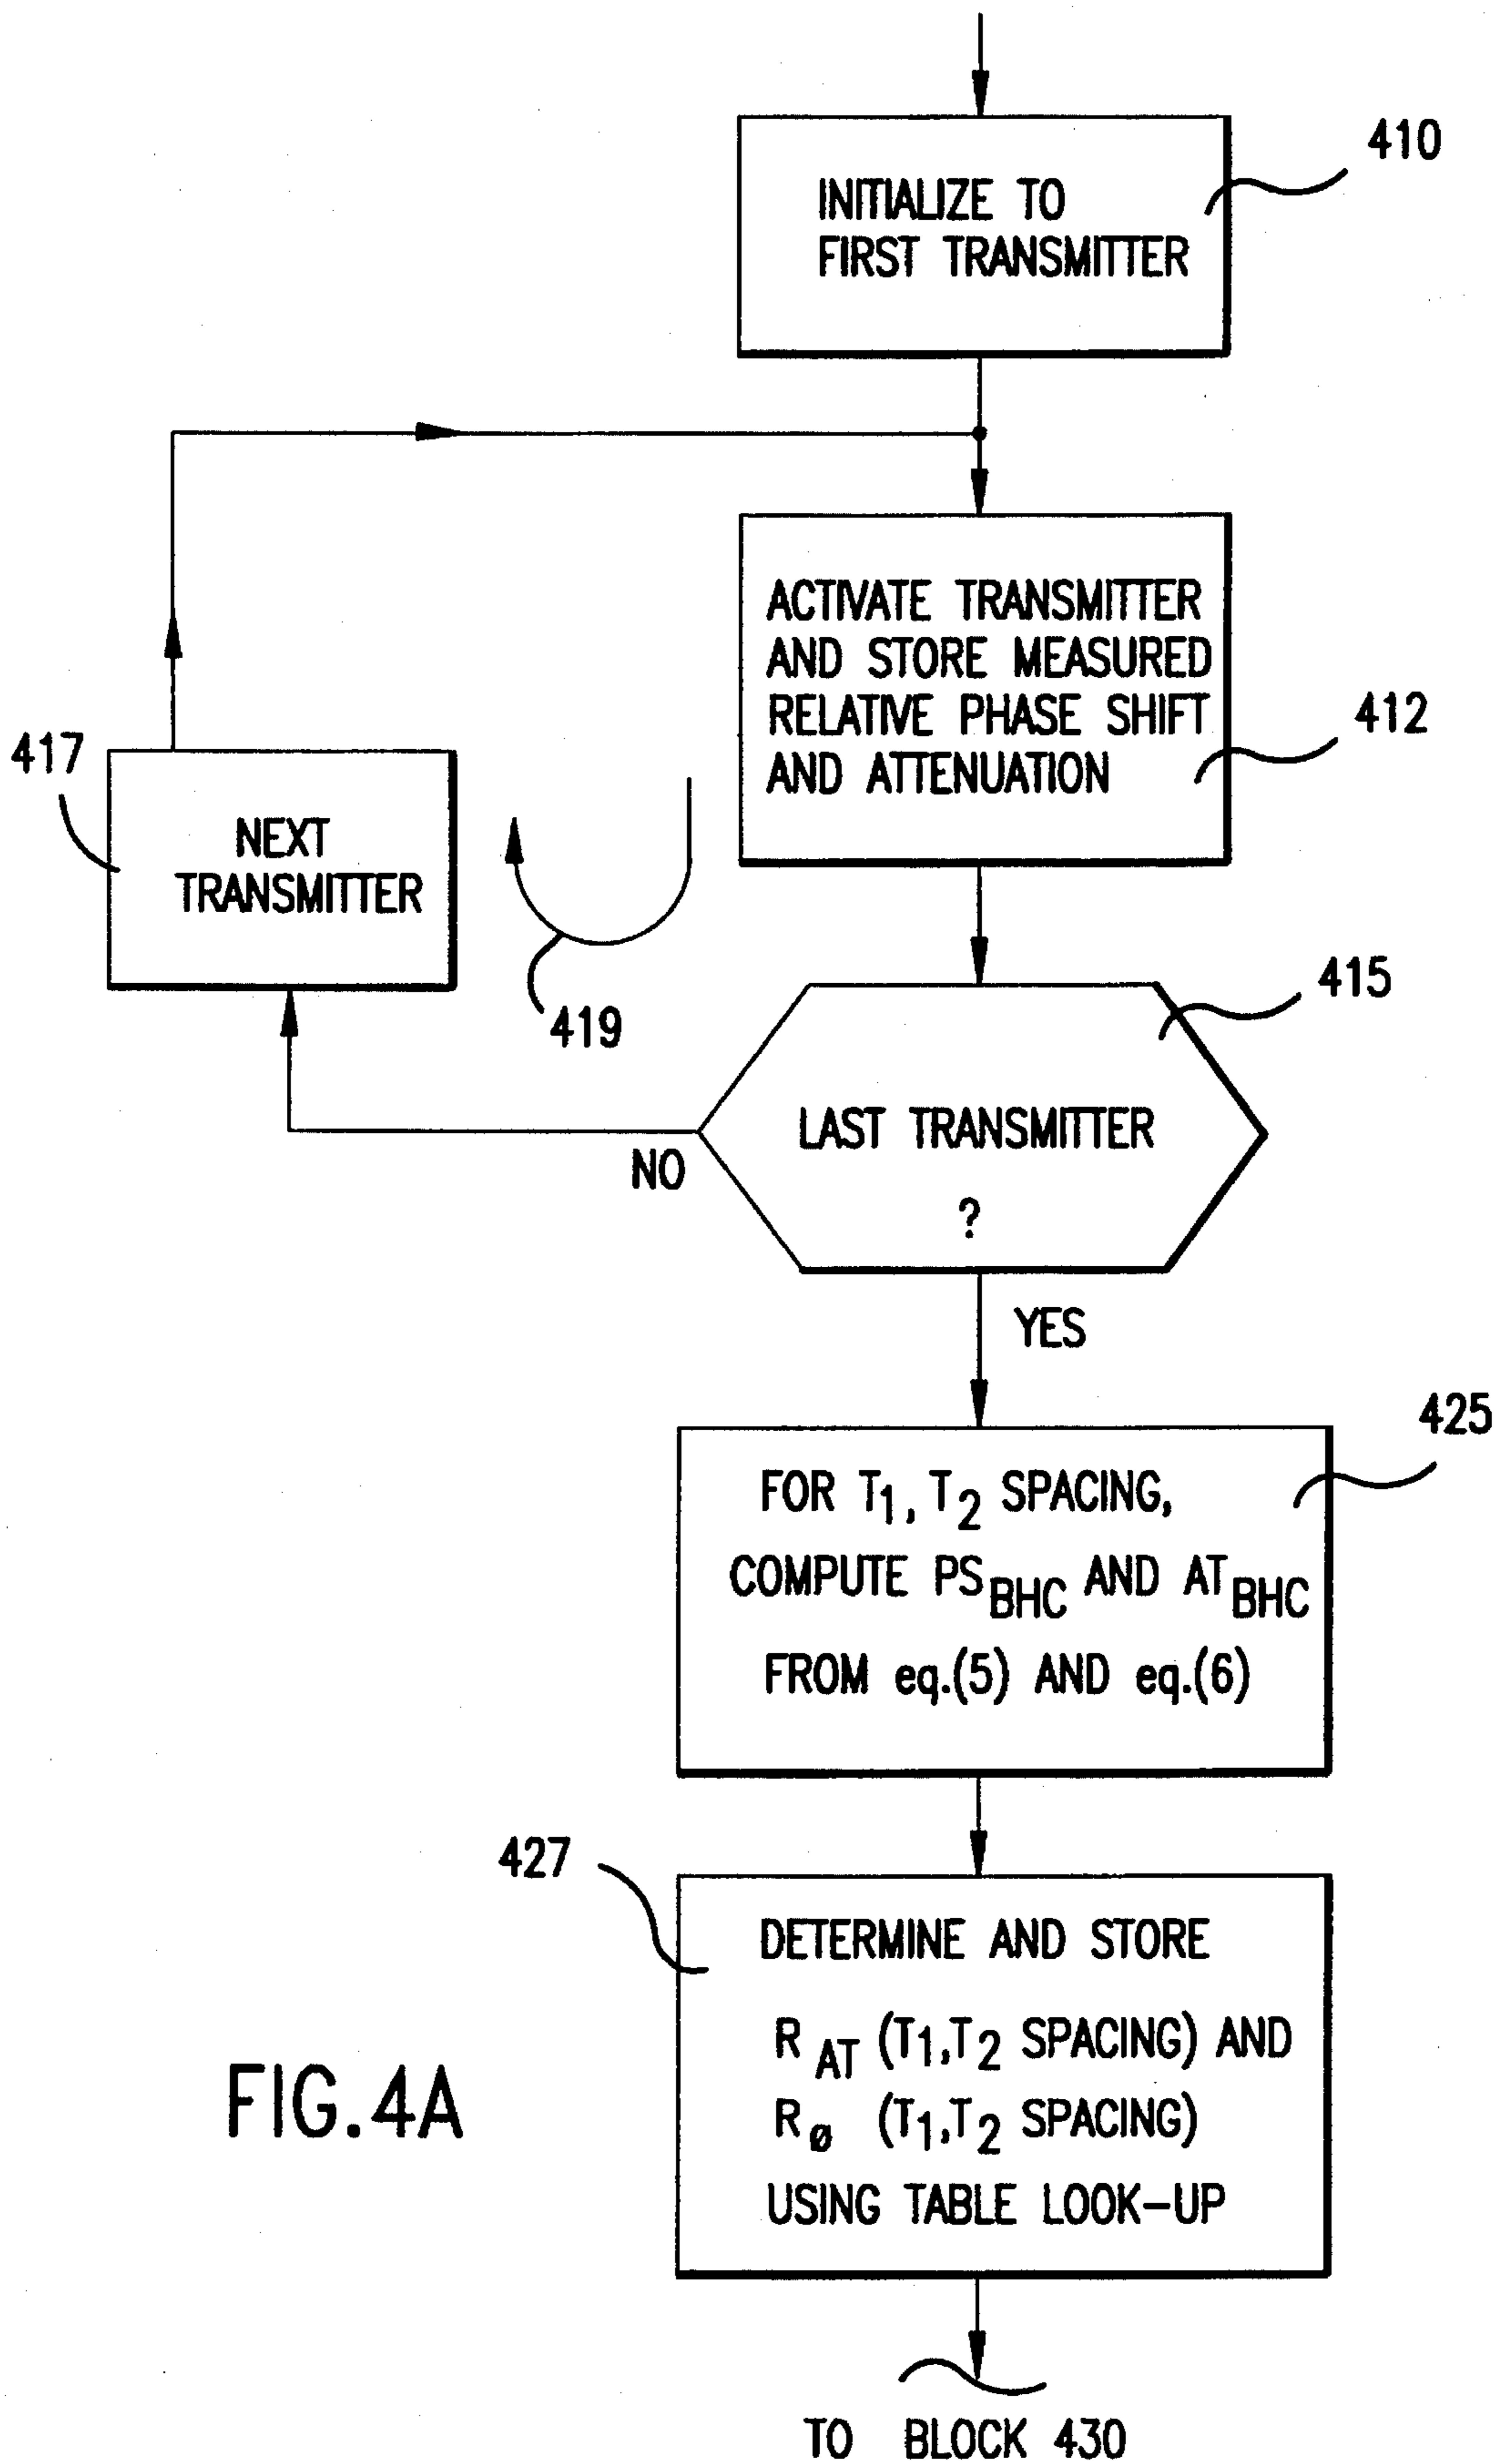 410
INITIALIZE TO
FIRST TRANSMITTER
ACTIVATE TRANSMITTER
AND STORE MEASURED
RELATIVE PHASE SHIFT
AND ATTENUATION
412
417
NEXT
TRANSMITTER
419
415
LAST TRANSMITTER
?
NO
YES
425
FOR T1, T2 SPACING,
COMPUTE PSBHC AND ATBHC
FROM eq.(5) AND eq.(6)
427
DETERMINE AND STORE
RAT (T1,T2 SPACING) AND
Rø (T1,T2 SPACING)
USING TABLE LOOK-UP
FIG.4A
TO BLOCK 430